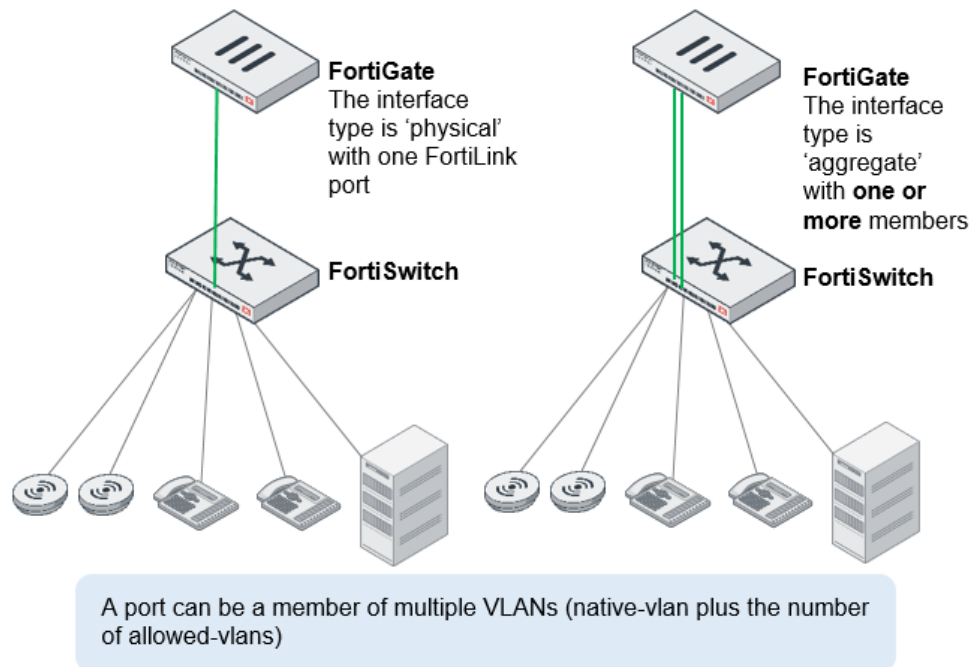 FortiGate
The interface
type is ‘physical’
with one FortiLink
port
FortiSwitch
FortiGate
The interface
type is
‘aggregate’
with one or
more members
FortiSwitch
A port can be a member of multiple VLANs (native-vlan plus the number
of allowed-vlans)